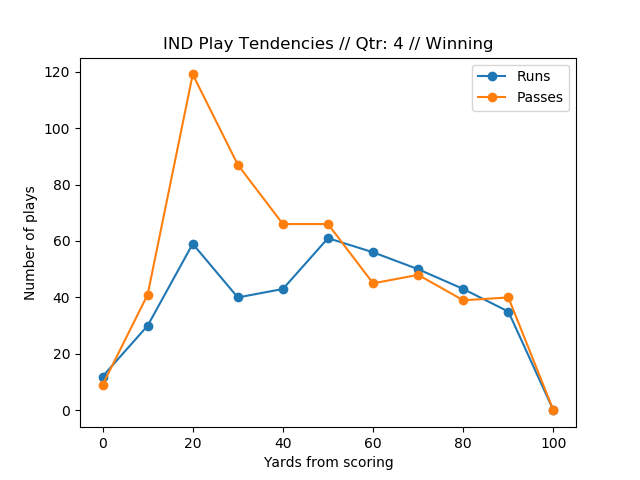 IND Play Tendencies // Qtr: 4 // Winning
Runs
Passes
Number of plays
120
100
80
60
40
20
0
0 20 40 60 80 100
Yards from scoring